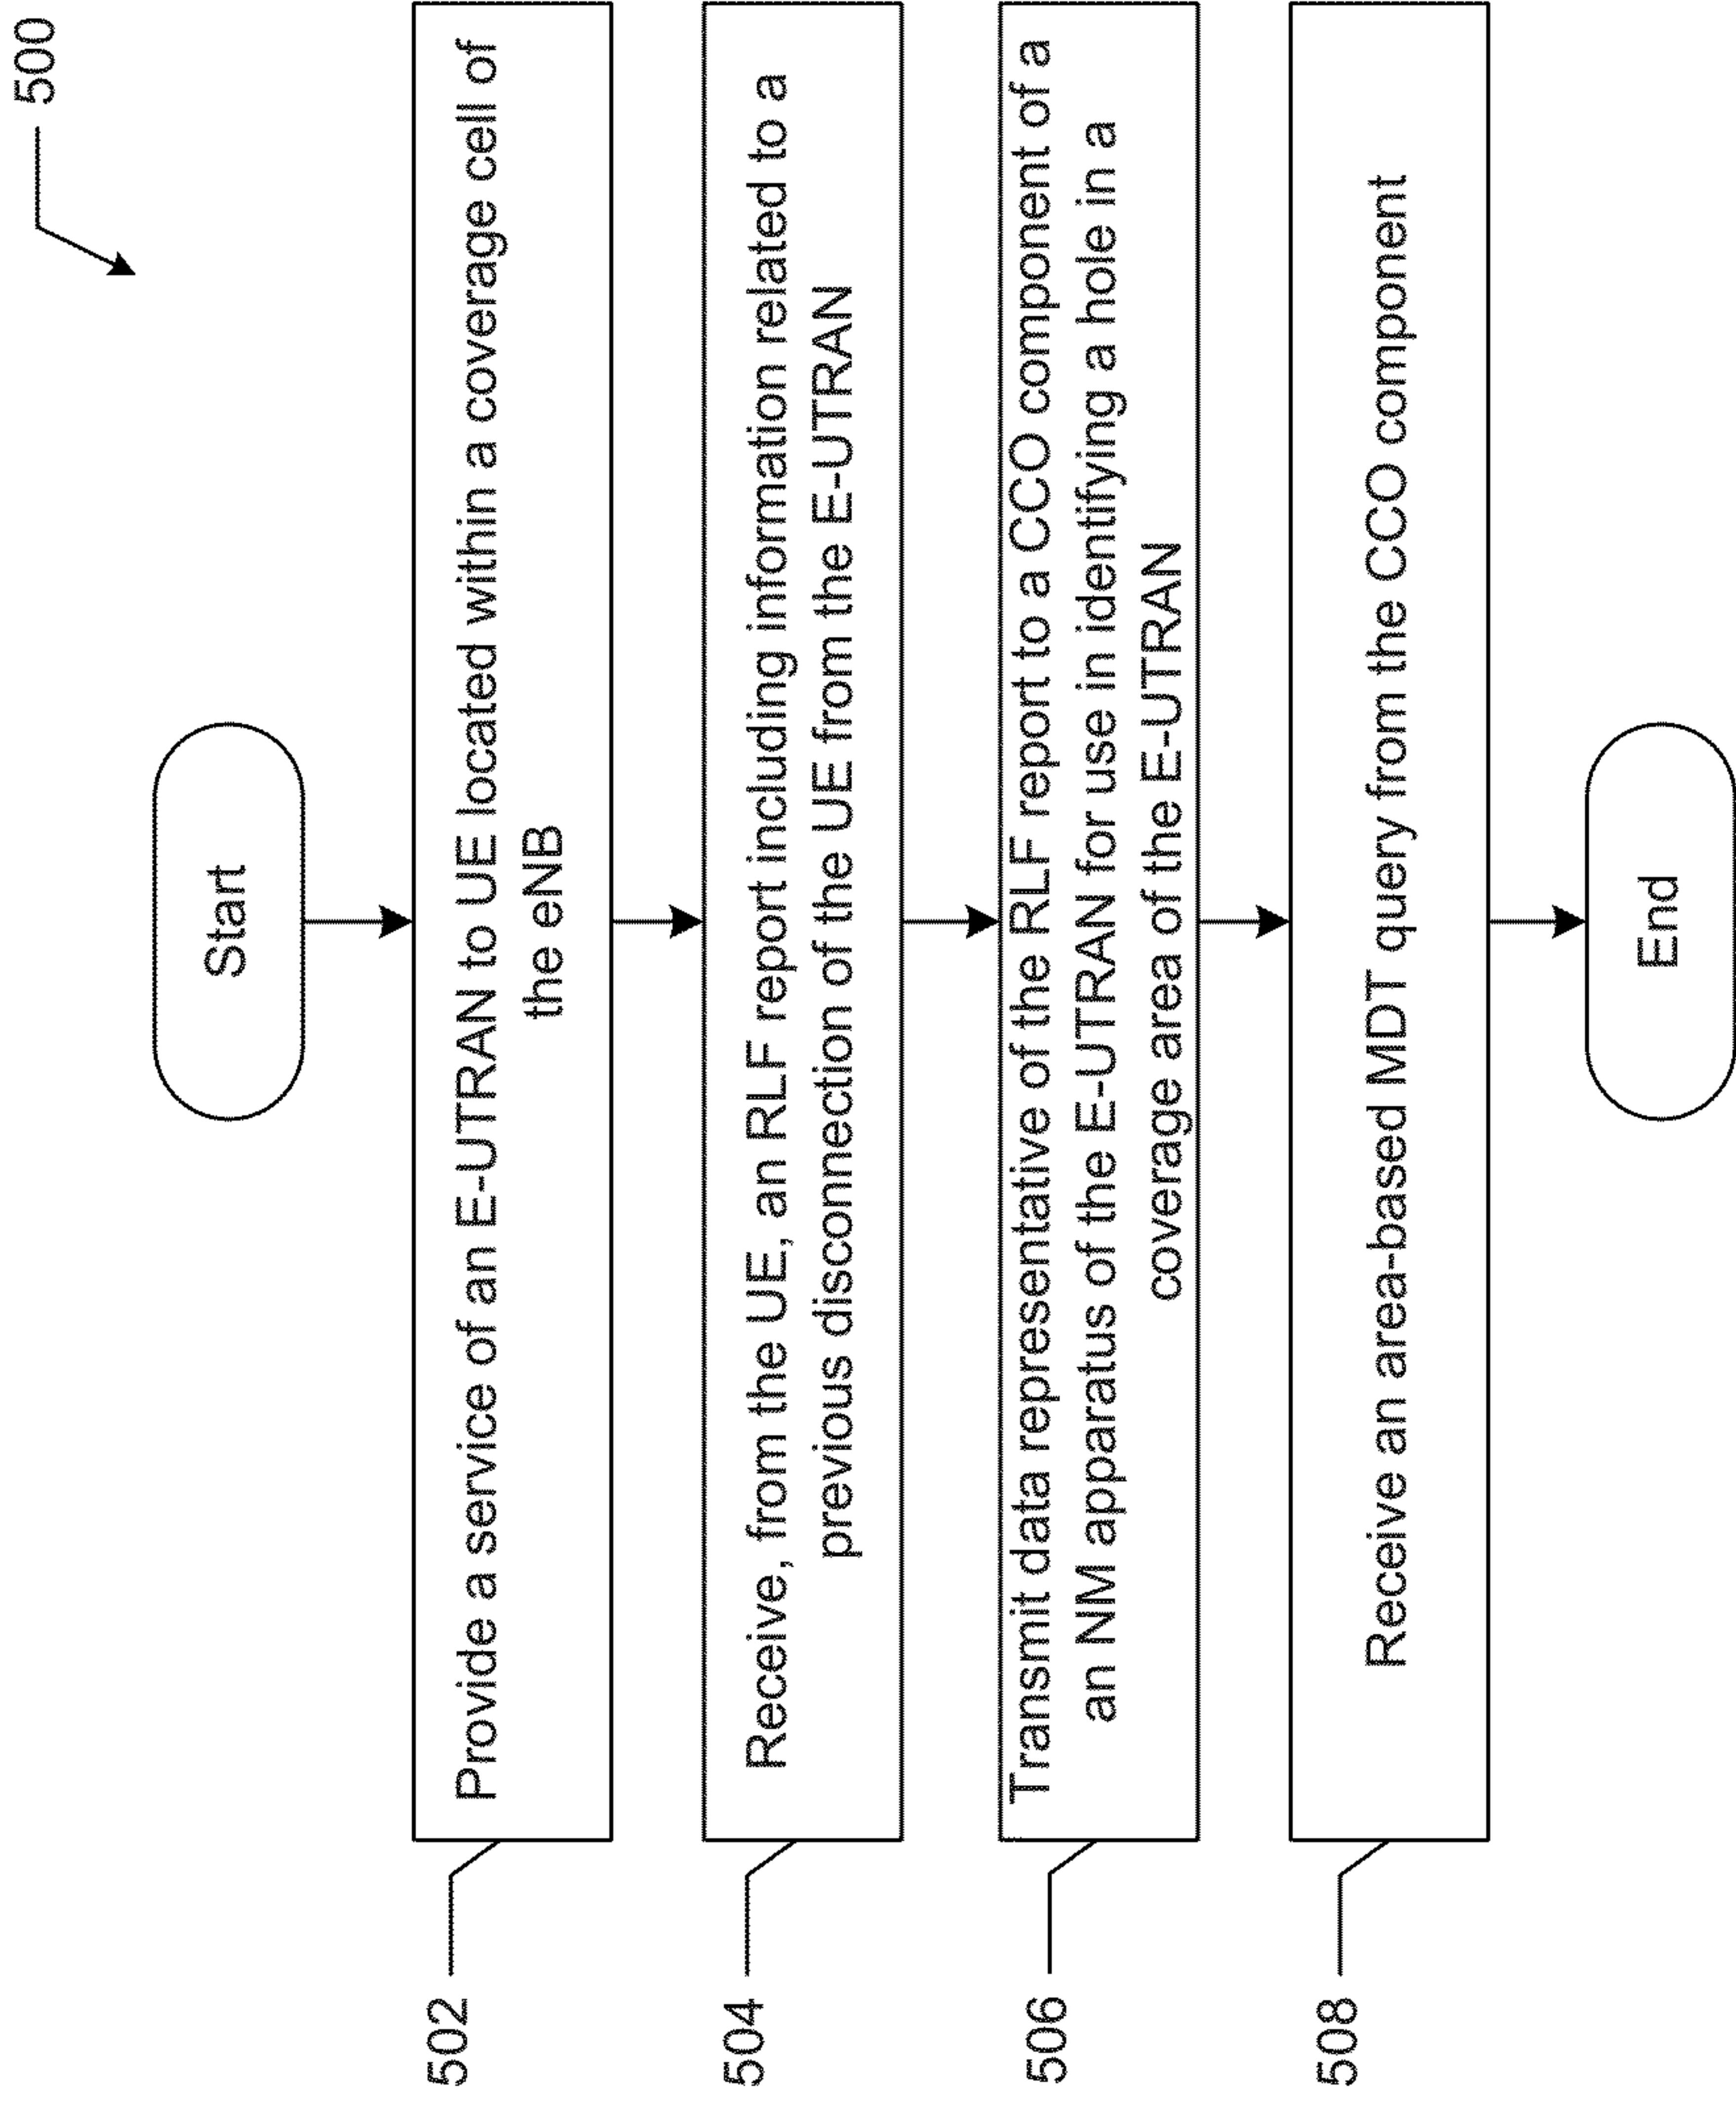 500
Start
502
Provide a service of an E-UTRAN to UE located within a coverage cell of
the eNB
504
Receive, from the UE, an RLF report including information related to a
previous disconnection of the UE from the E-UTRAN
506
Transmit data representative of the RLF report to a CCO component of a
an NM apparatus of the E-UTRAN for use in identifying a hole in a
coverage area of the E-UTRAN
508
Receive an area-based MDT query from the CCO component
End